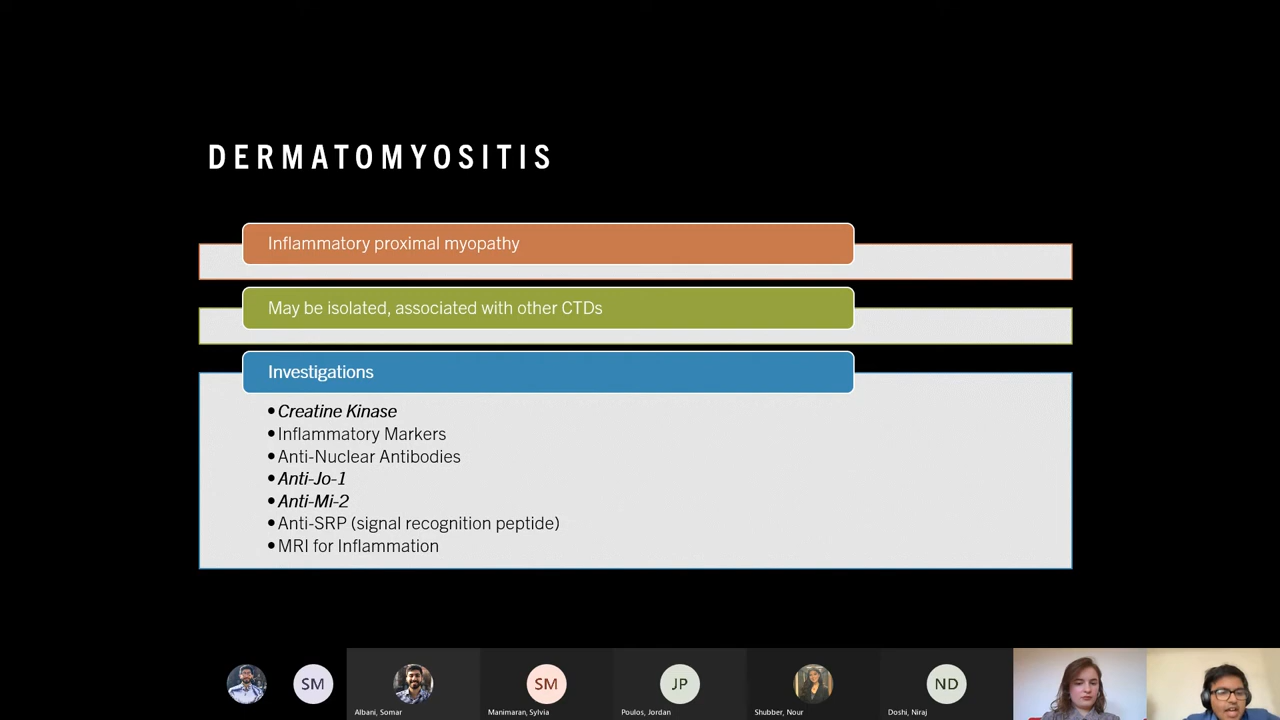 DERMATOMYOSITIS
Inflammatory proximal myopathy
May be isolated, associated with other CTDs
Investigations
• Creatine Kinase
• Inflammatory Markers
• Anti-Nuclear Antibodies
• Anti-Jo-1
• Anti-Mi-2
• Anti-SRP (signal recognition peptide)
• MRI for Inflammation
SM
SM
JP
ND
Albani, Somar
Manimaran, Sylvia
Poulos, Jordan
Shubber, Nour
Doshi, Niraj